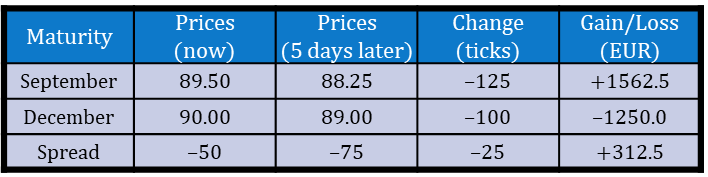 Maturity Prices (now) Prices (5 days later) Change (ticks) Gain/Loss (EUR)
September 89.50 88.25 –125 +1562.5
December 90.00 89.00 –100 –1250.0
Spread –50 –75 –25 +312.5